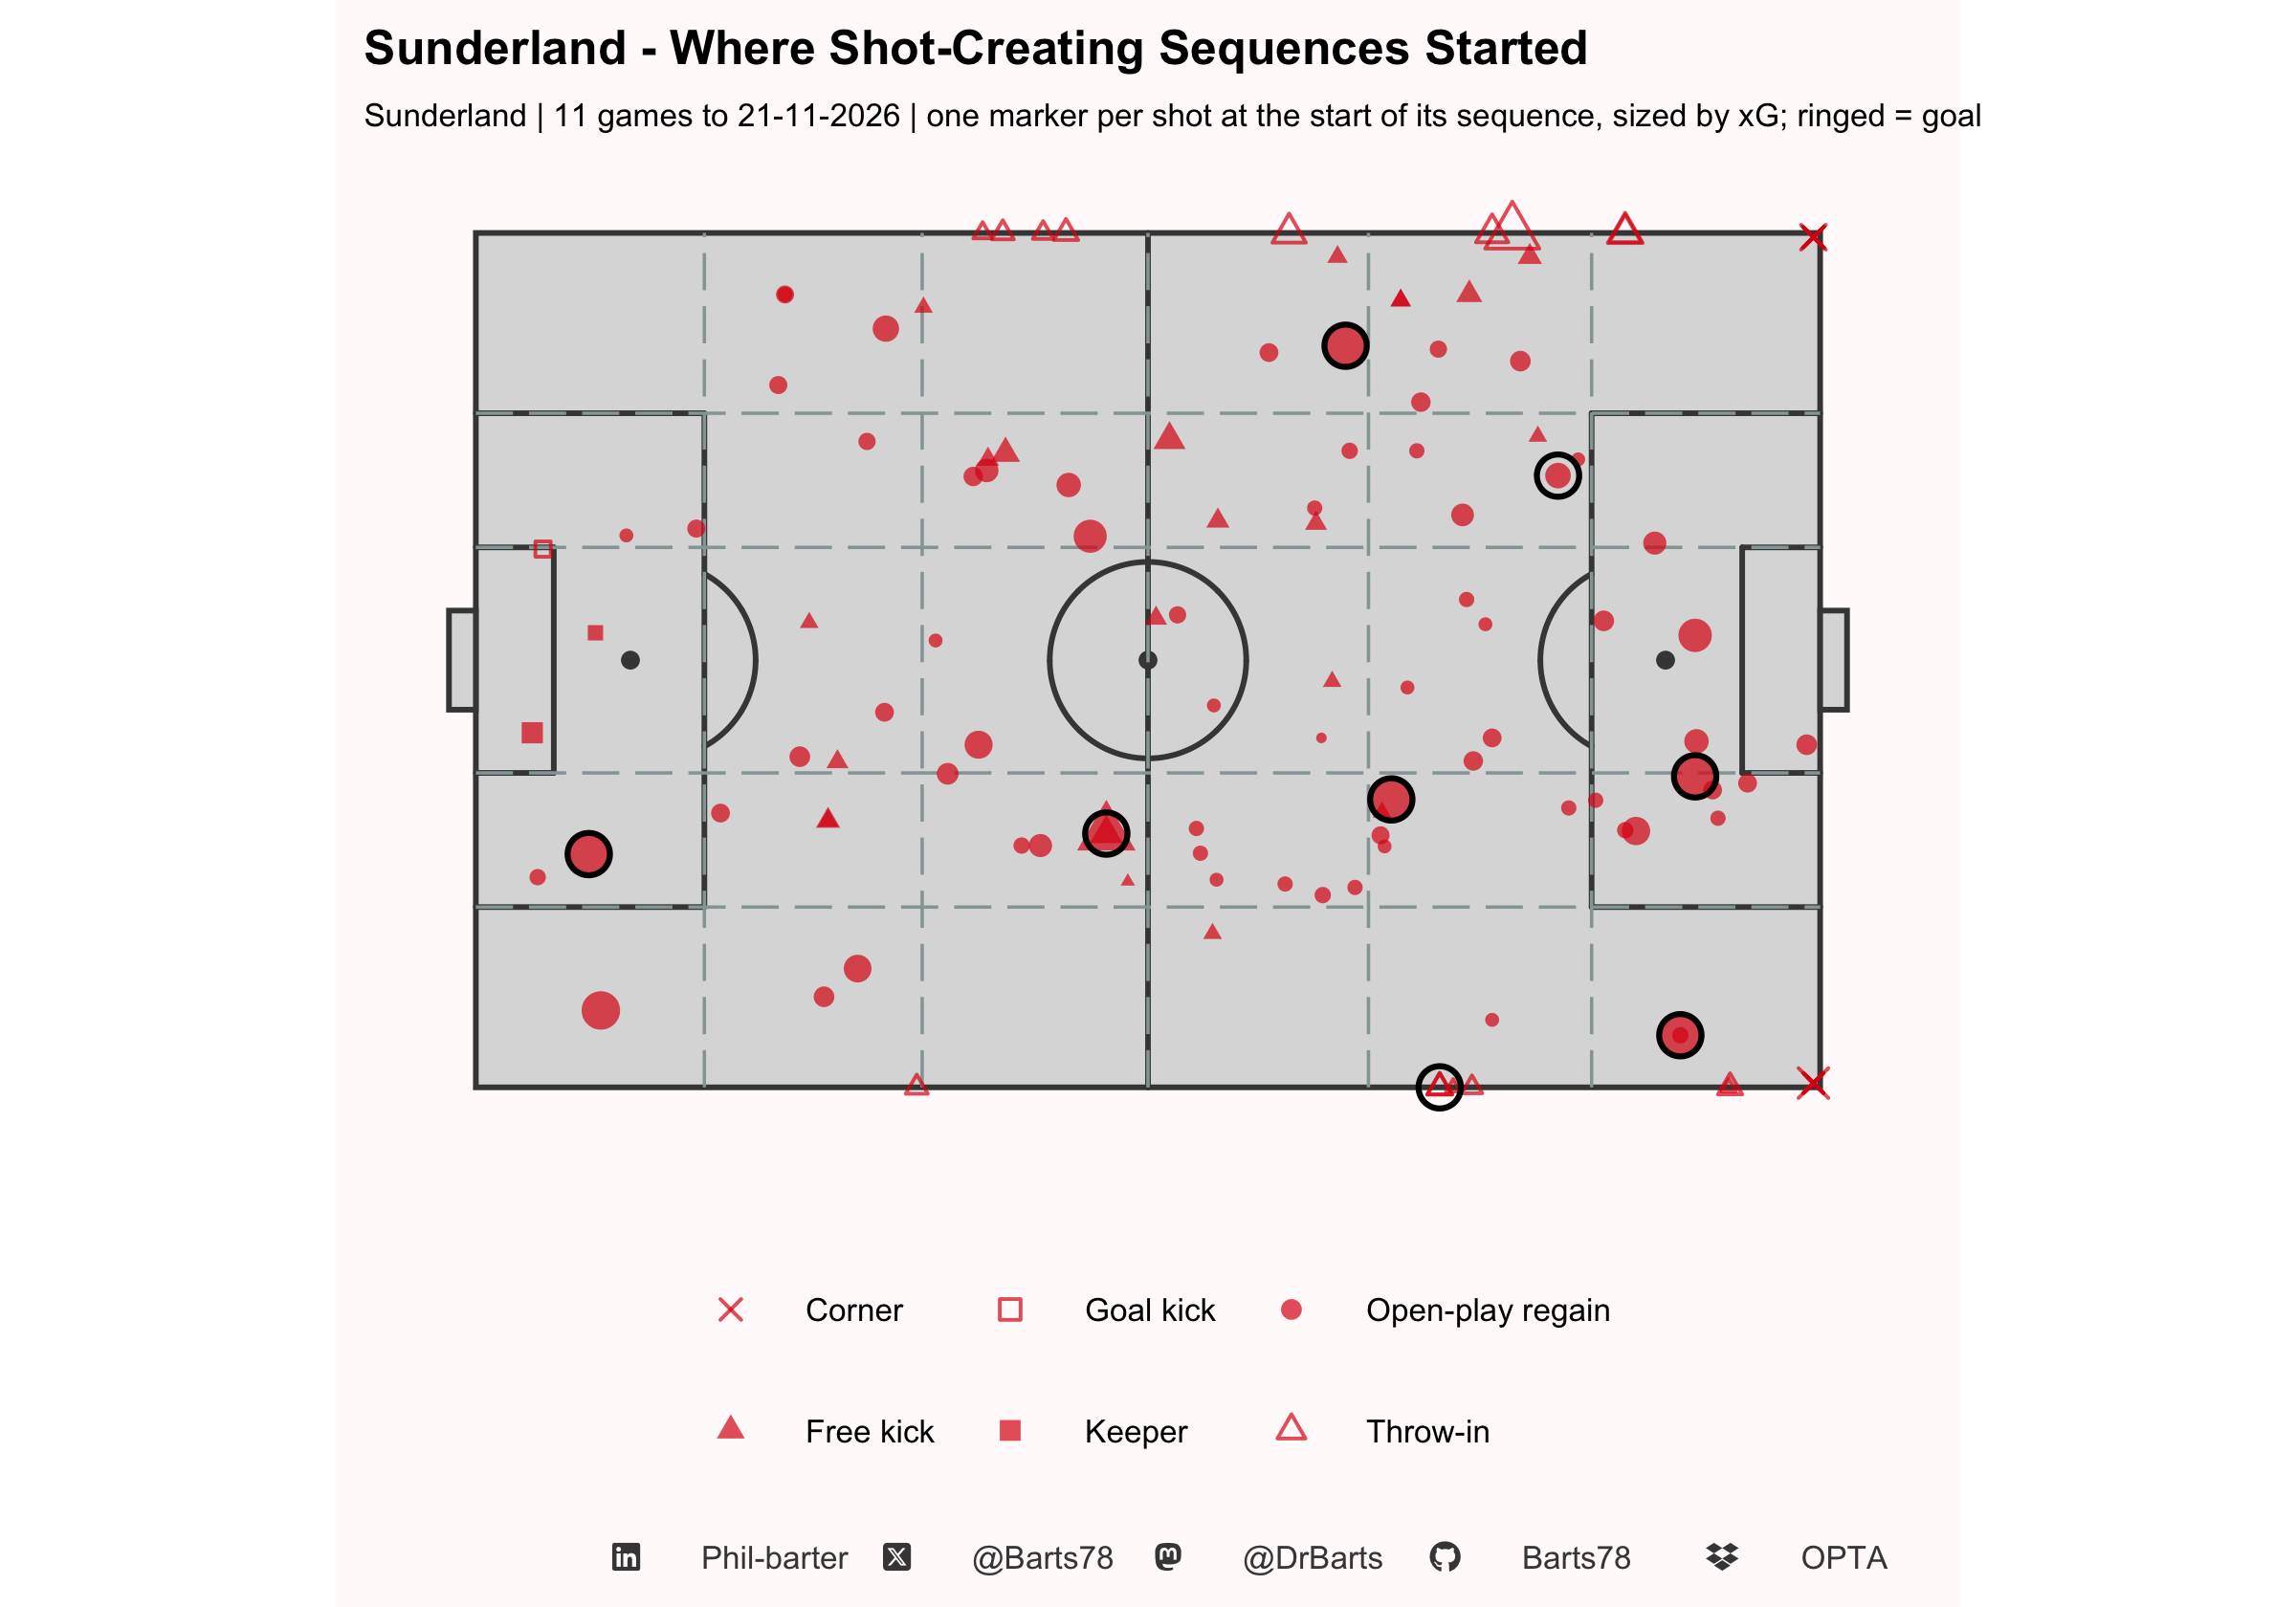 Sunderland - Where Shot-Creating Sequences Started
Sunderland | 11 games to 21-11-2026 | one marker per shot at the start of its sequence, sized by xG; ringed = goal
Corner Goal kick Open-play regain
Free kick Keeper Throw-in
Phil-barter @Barts78 @DrBarts Barts78 OPTA